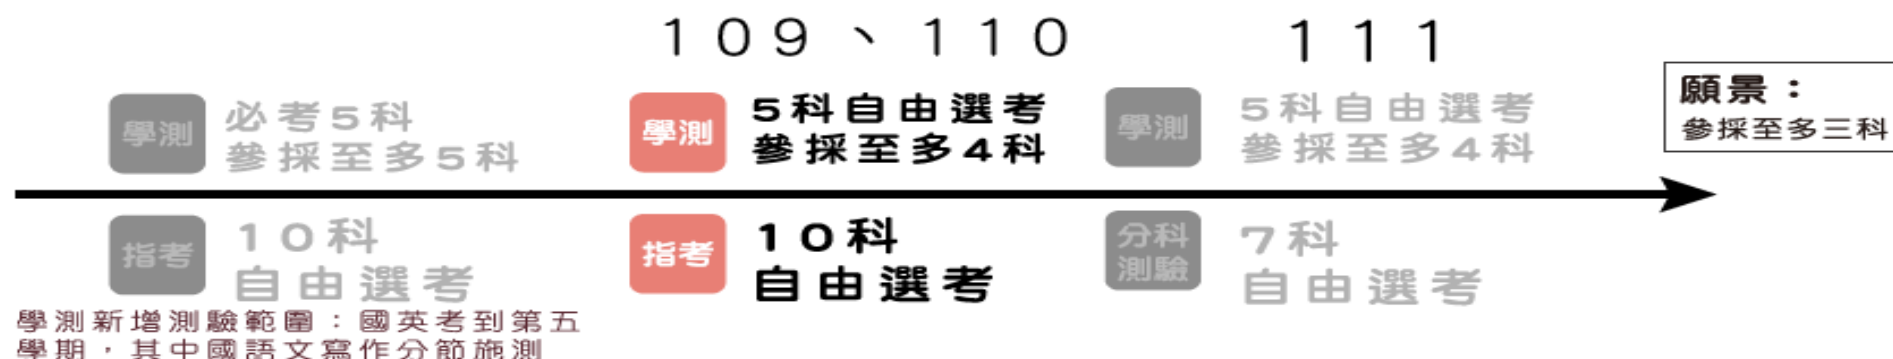 109、110
111
學測
必考5科
參採至多5科
學測
5科自由選考
參採至多4科
學測
5科自由選考
參採至多4科
願景：
參採至多三科
指考
10科
自由選考
指考
10科
自由選考
分科
測驗
7科
自由選考
學測新增測驗範圍：國英考到第五
學期，其中國語文寫作分節施測